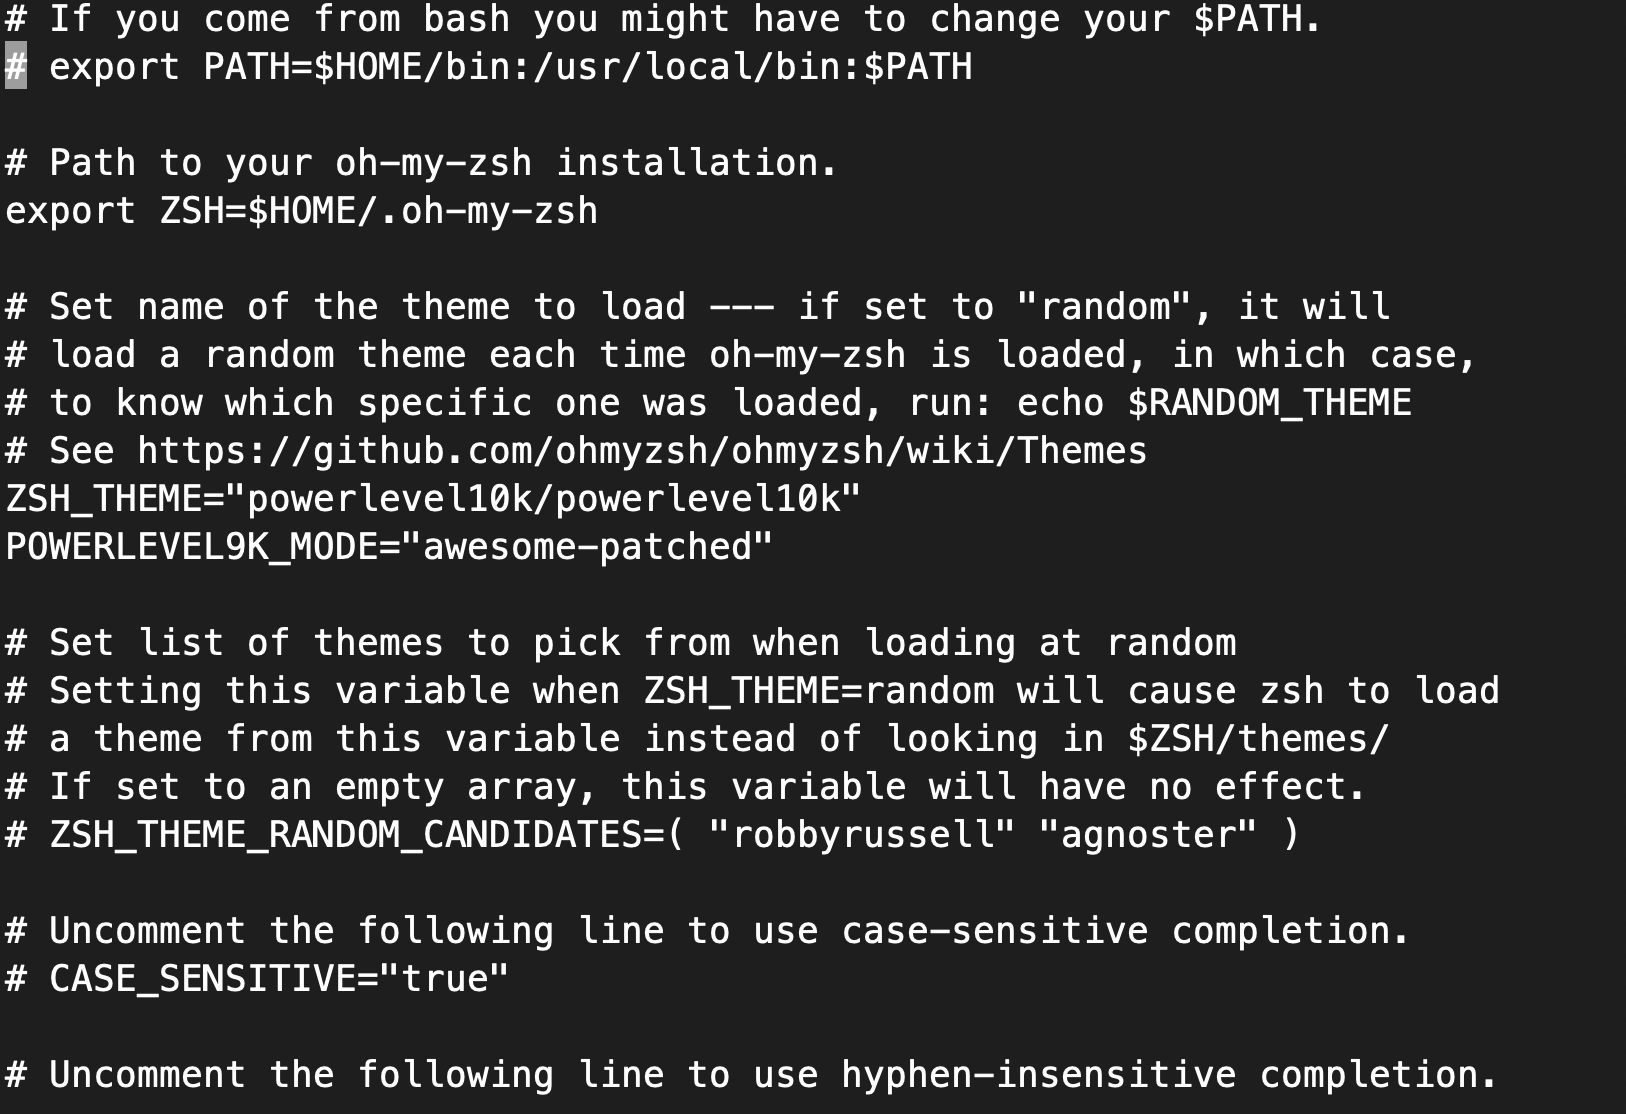 # If you come from bash you might have to change your $PATH.
# export PATH=$HOME/bin:/usr/local/bin:$PATH

# Path to your oh-my-zsh installation.
export ZSH=$HOME/.oh-my-zsh

# Set name of the theme to load --- if set to "random", it will
# load a random theme each time oh-my-zsh is loaded, in which case,
# to know which specific one was loaded, run: echo $RANDOM_THEME
# See https://github.com/ohmyzsh/ohmyzsh/wiki/Themes
ZSH_THEME="powerlevel10k/powerlevel10k"
POWERLEVEL9K_MODE="awesome-patched"

# Set list of themes to pick from when loading at random
# Setting this variable when ZSH_THEME=random will cause zsh to load
# a theme from this variable instead of looking in $ZSH/themes/
# If set to an empty array, this variable will have no effect.
# ZSH_THEME_RANDOM_CANDIDATES=( "robbyrussell" "agnoster" )

# Uncomment the following line to use case-sensitive completion.
# CASE_SENSITIVE="true"

# Uncomment the following line to use hyphen-insensitive completion.